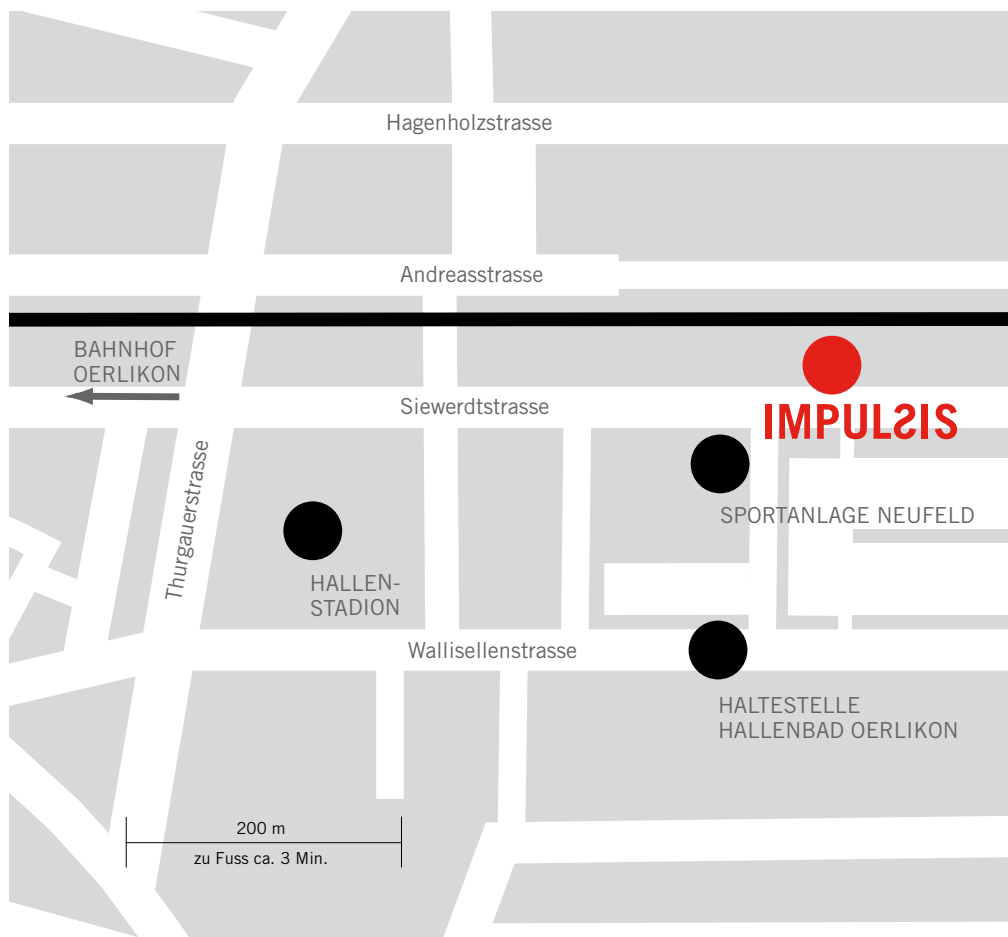 Hagenholzstrasse
Andreasstrasse
BAHNHOF
OERLIKON
Siewerdtstrasse
IMPULSIS
Thurgauerstrasse
SPORTANLAGE NEUFELD
HALLEN-
STADION
Wallisellenstrasse
HALTESTELLE
HALLENBAD OERLIKON
200 m
zu Fuss ca. 3 Min.